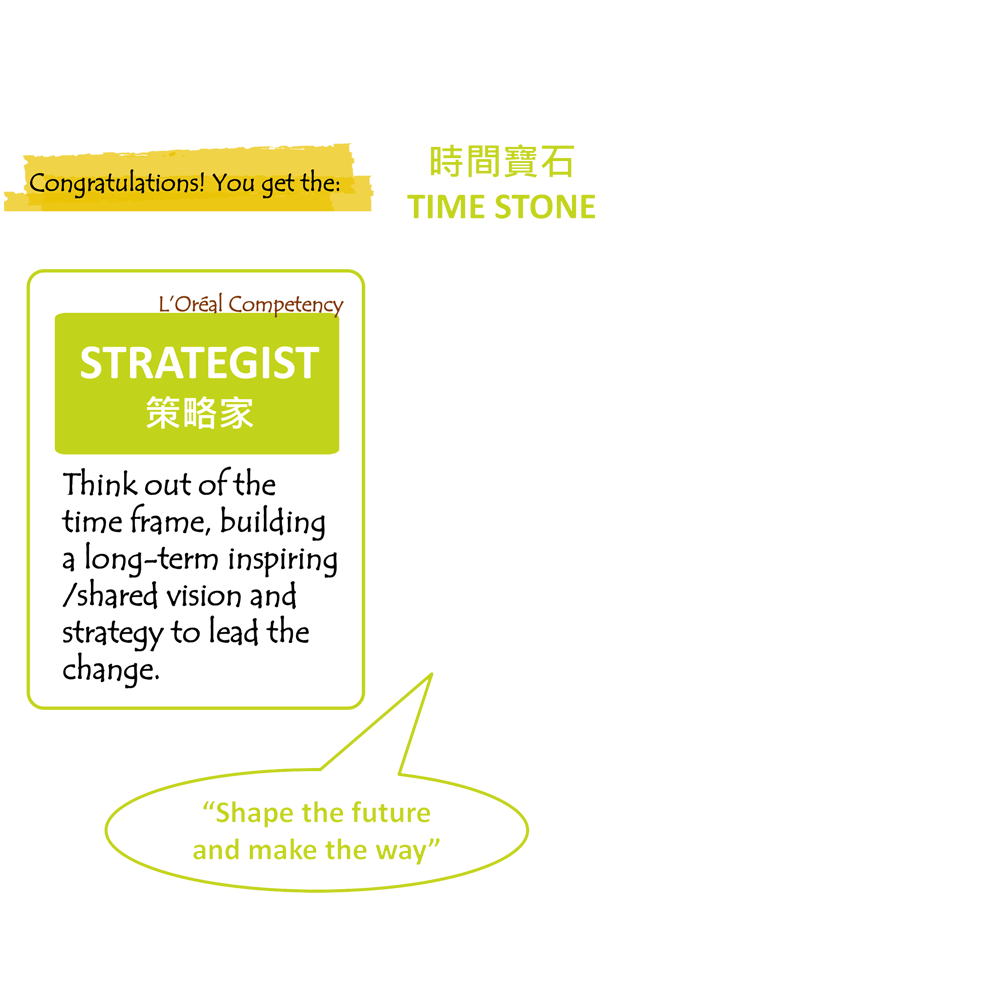 Congratulations! You get the:
時間寶石
TIME STONE
L’Oréal Competency
STRATEGIST
策略家
Think out of the
time frame, building
a long-term inspiring
/shared vision and
strategy to lead the
change.
“Shape the future
and make the way”